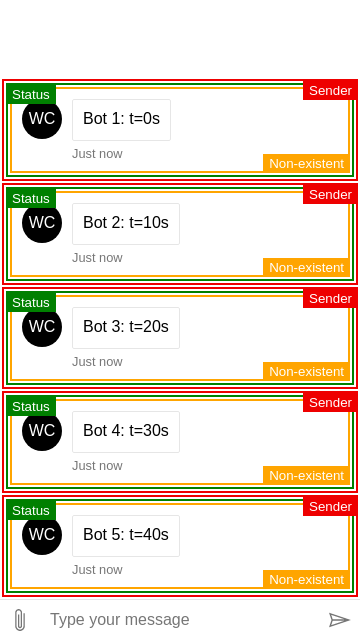 Status Sender
WC Bot 1: t=0s
Just now
Non-existent
Status Sender
WC Bot 2: t=10s
Just now
Non-existent
Status Sender
WC Bot 3: t=20s
Just now
Non-existent
Status Sender
WC Bot 4: t=30s
Just now
Non-existent
Status Sender
WC Bot 5: t=40s
Just now
Non-existent
Type your message